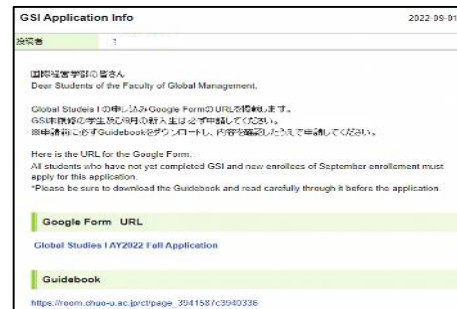 GSI Application Info 2022-09-01
投稿者
国際経営学部の皆さん
Dear Students of the Faculty of Global Management,
Global Studeis I の申し込みGoogle FormのURLを掲載します。
GSI未履修の学生及び9月の新入生は必ず申請してください。
※申請前に必ずGuidebookをダウンロードし、内容を確認したうえで申請してください。
Here is the URL for the Google Form.
All students who have not yet completed GSI and new enrollees of September enrollement must
apply for this application.
*Please be sure to download the Guidebook and read carefully through it before the application.
Google Form URL
Global Studies I AY2022 Fall Application
Guidebook
https://room.chuo-u.ac.jp/ct/page_3941587c3940336